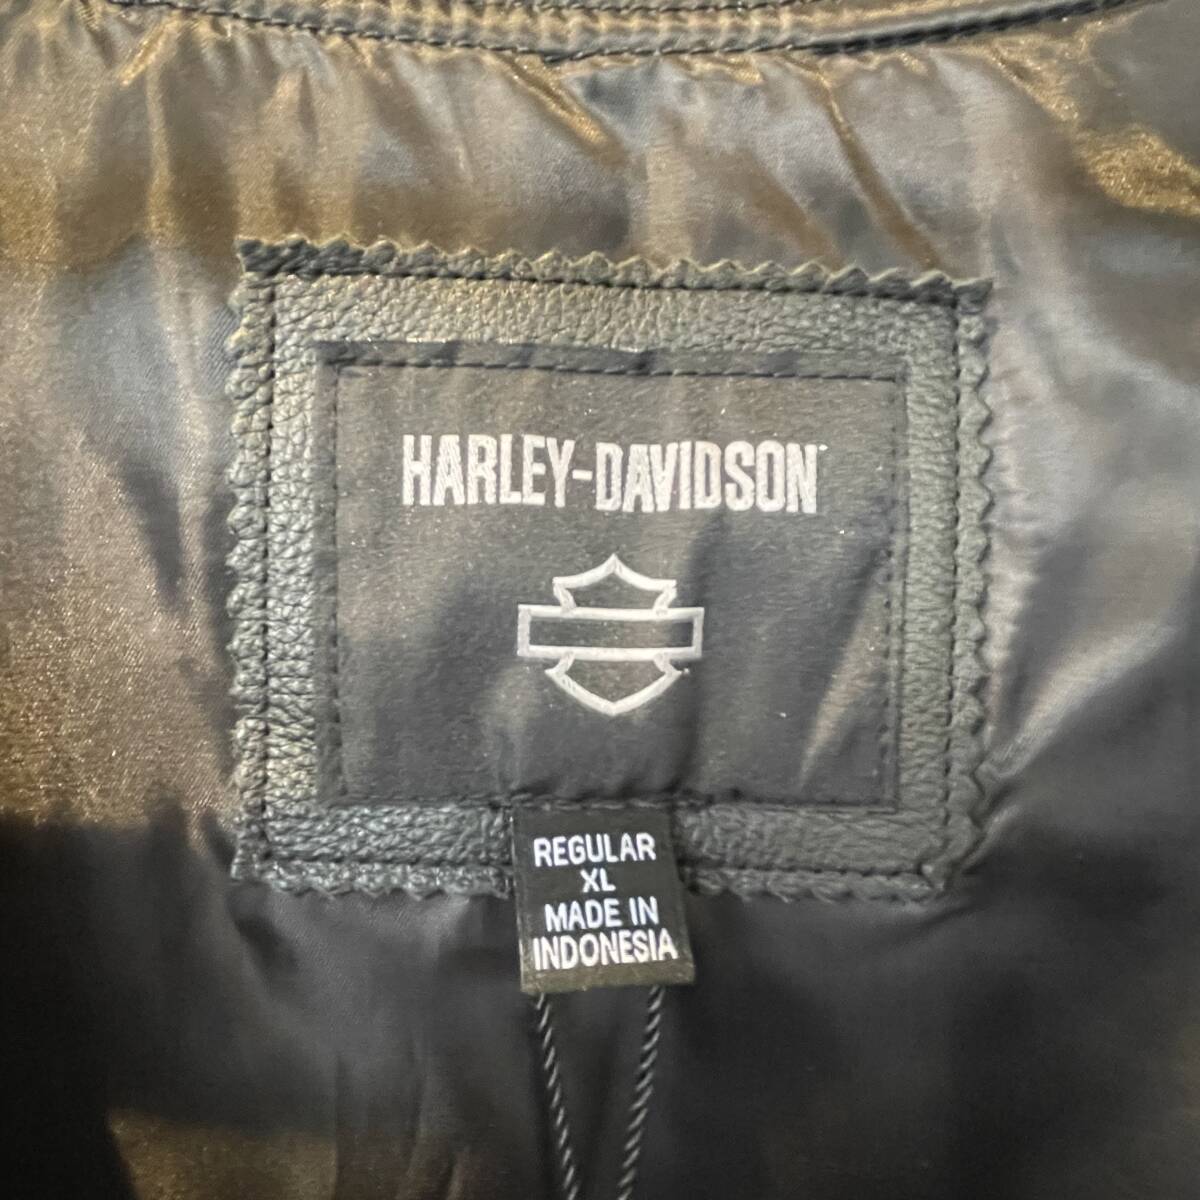 HARLEY-DAVIDSON
REGULAR
XL
MADE IN
INDONESIA